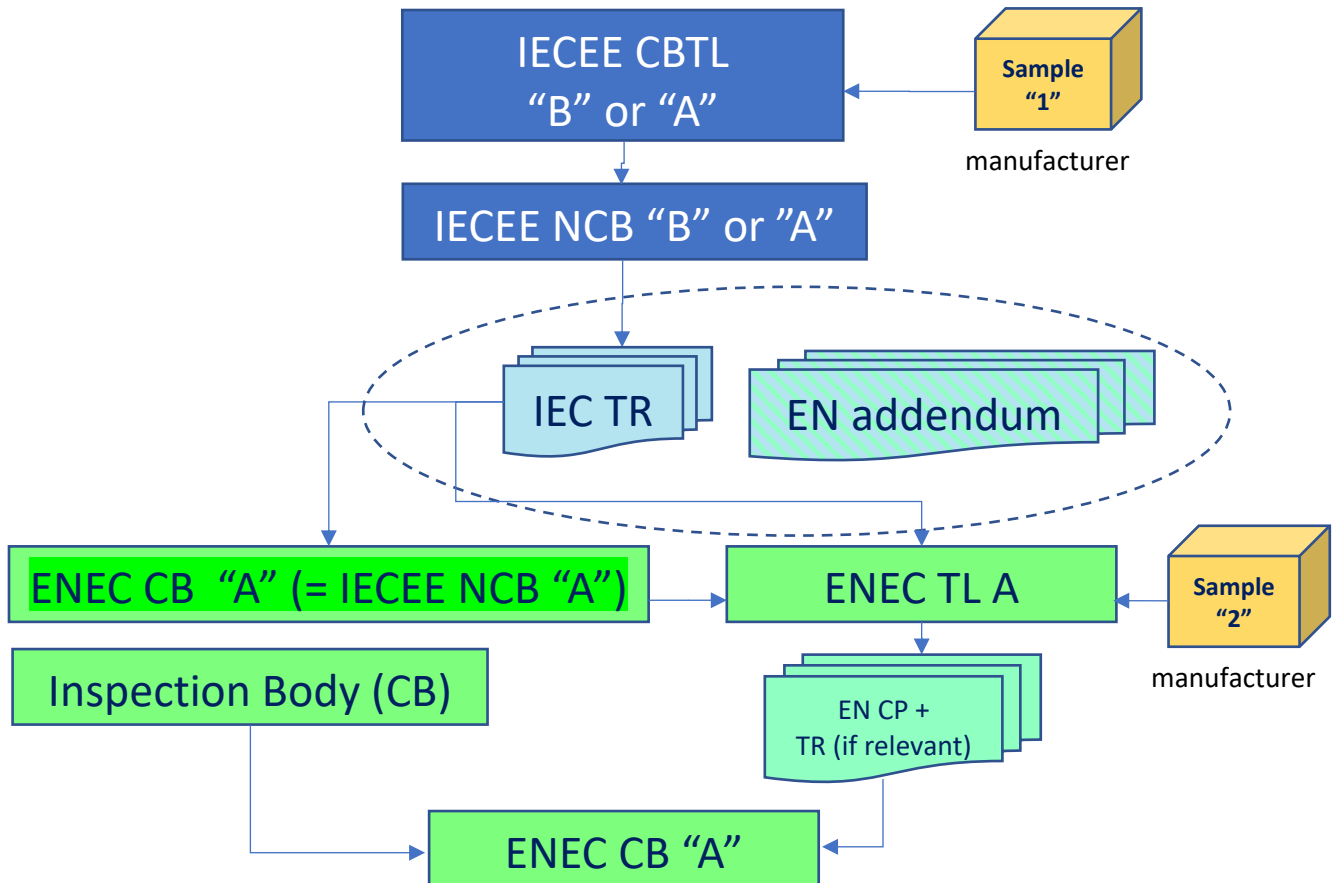 IECEE CBTL
“B” or “A”
Sample
“1”
manufacturer
IECEE NCB “B” or ”A”
IEC TR
EN addendum
ENEC CB “A” (= IECEE NCB “A”)
ENEC TL A
Sample
“2”
manufacturer
Inspection Body (CB)
EN CP +
TR (if relevant)
ENEC CB “A”